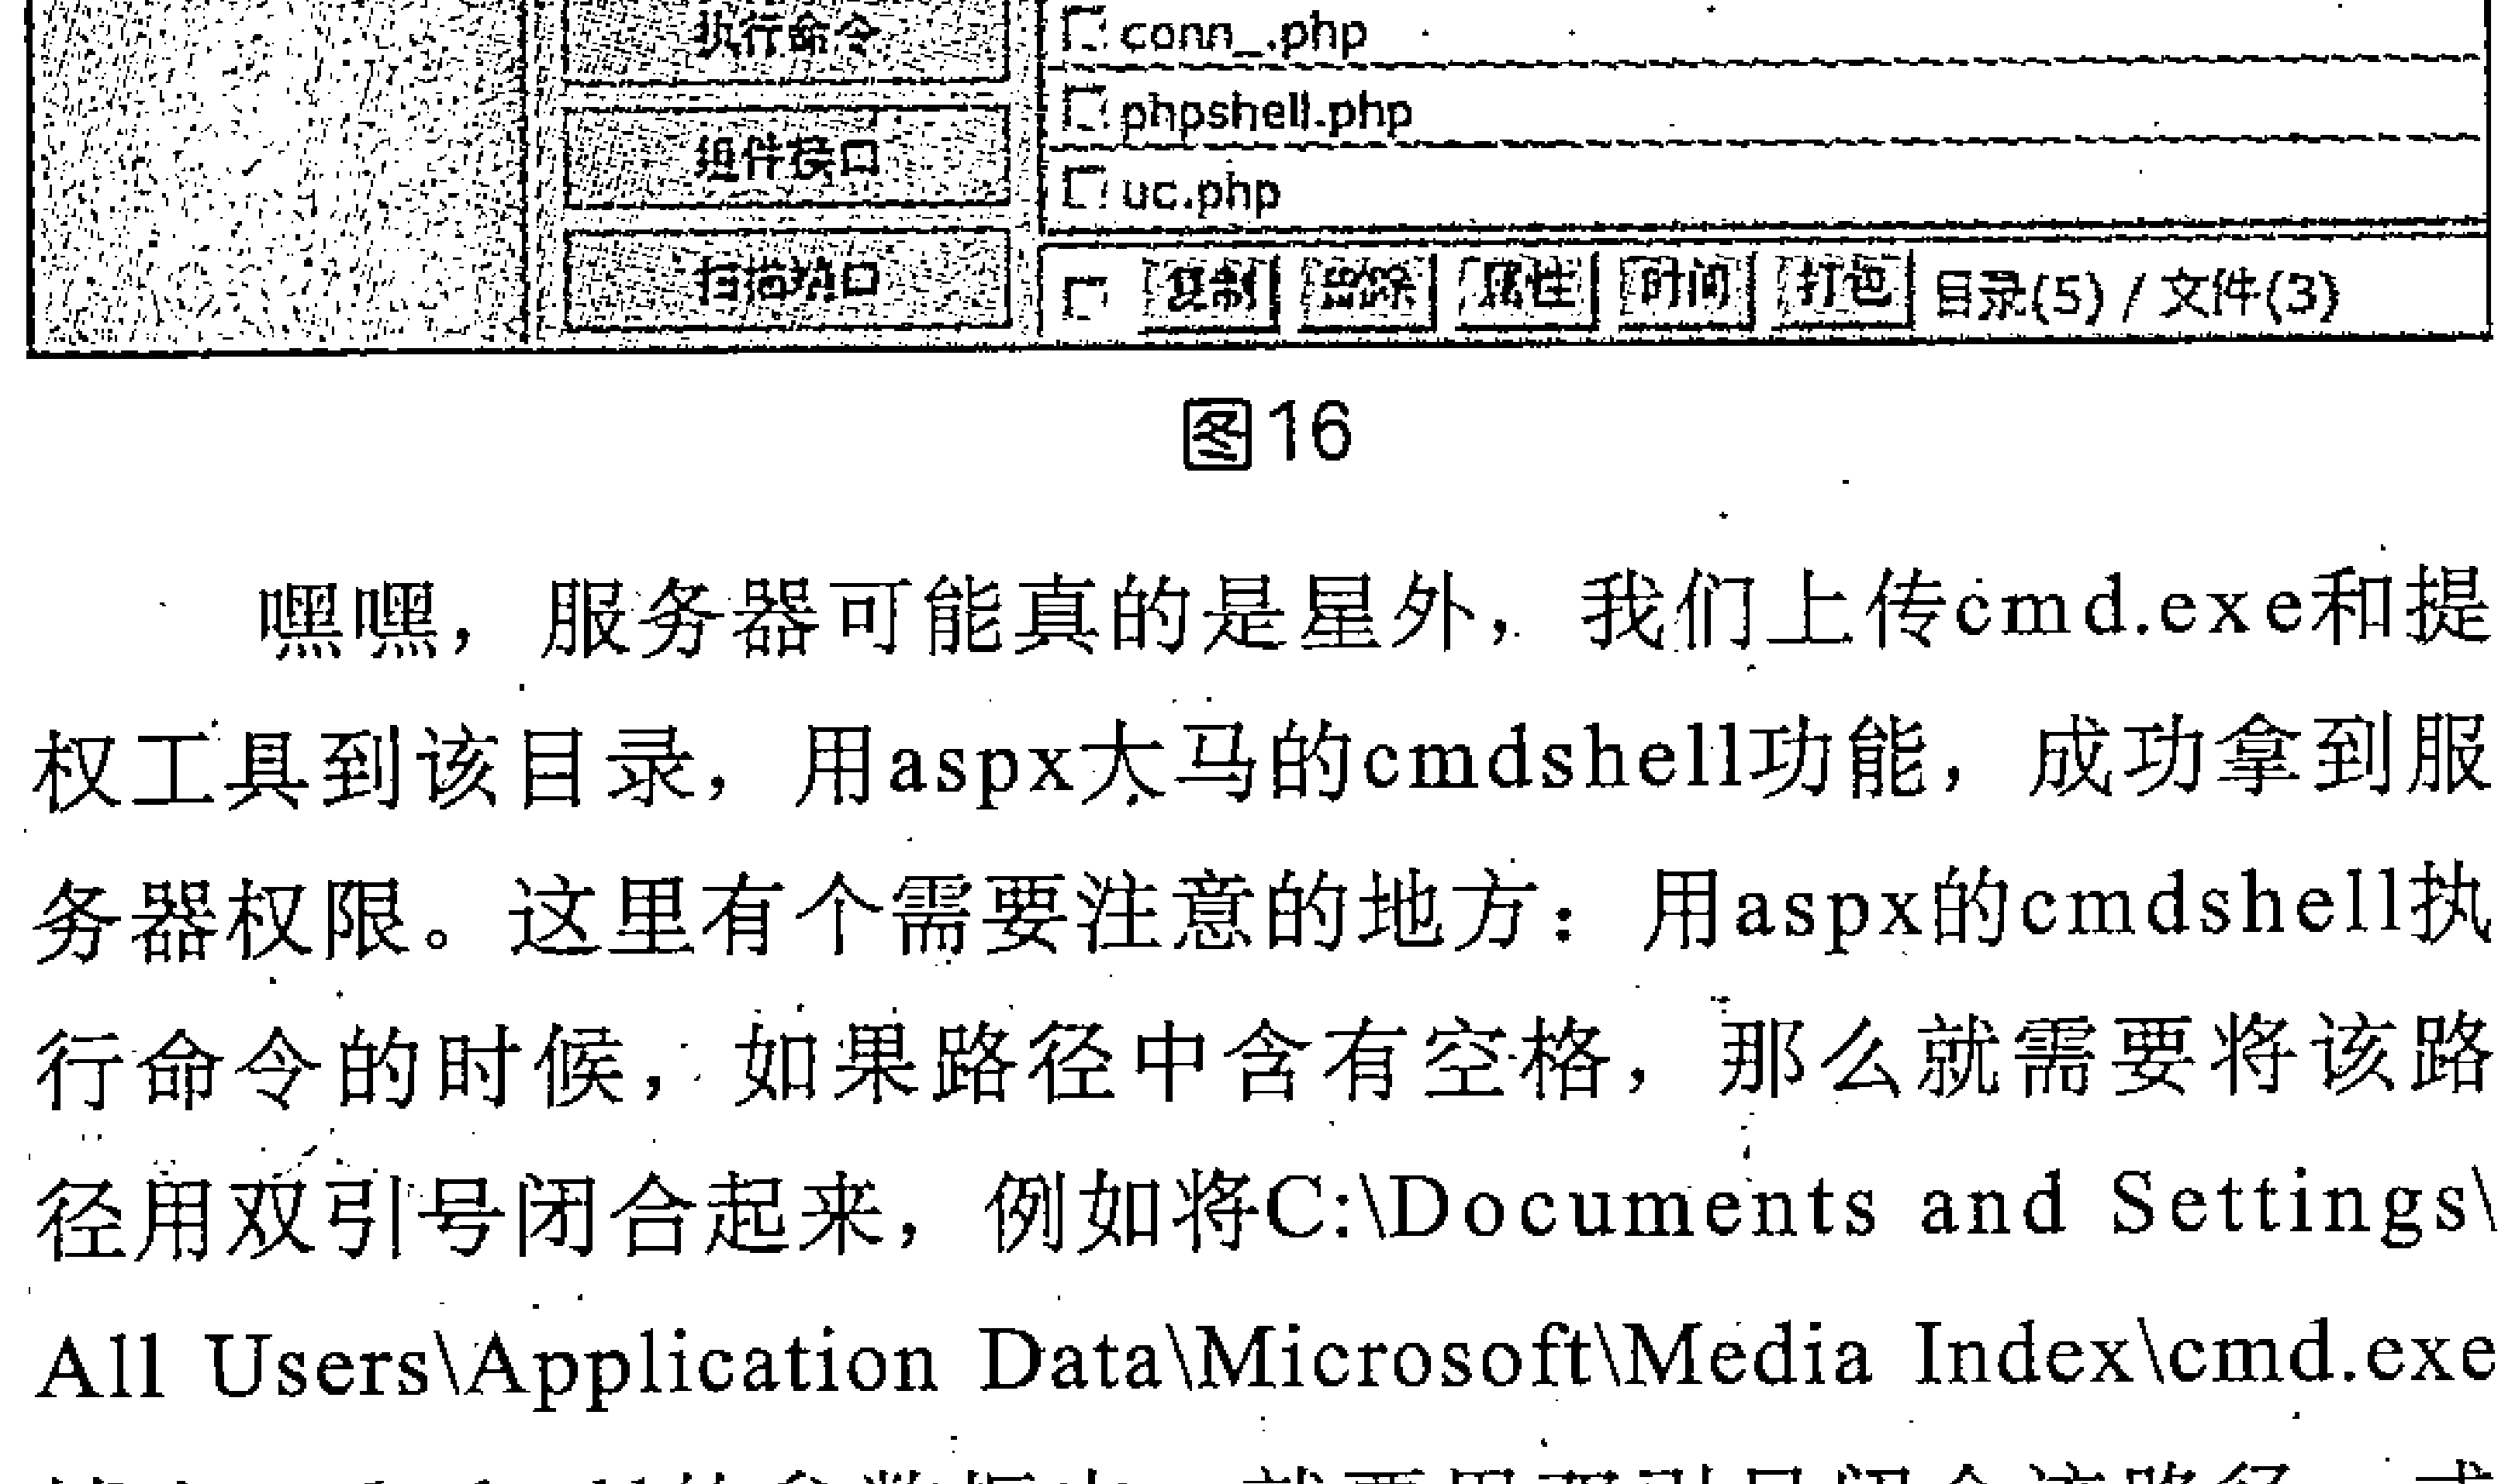 执行命令
conn_.php
phpshell.php
组件接口
uc.php
扫描端口
复制 删除 属性 时间 打包 目录(5) / 文件(3)
图16
嘿嘿，服务器可能真的是星外，我们上传cmd.exe和提
权工具到该目录，用aspx大马的cmdshell功能，成功拿到服
务器权限。这里有个需要注意的地方：用aspx的cmdshell执
行命令的时候，如果路径中含有空格，那么就需要将该路
径用双引号闭合起来，例如将C:\Documents and Settings\
All Users\Application Data\Microsoft\Media Index\cmd.exe